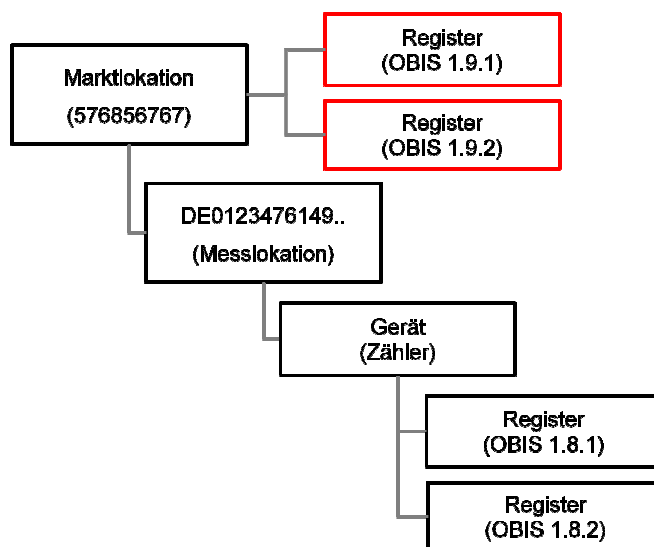 Marktlokation
(576856767)
Register
(OBIS 1.9.1)
Register
(OBIS 1.9.2)
DE0123476149..
(Messlokation)
Gerät
(Zähler)
Register
(OBIS 1.8.1)
Register
(OBIS 1.8.2)